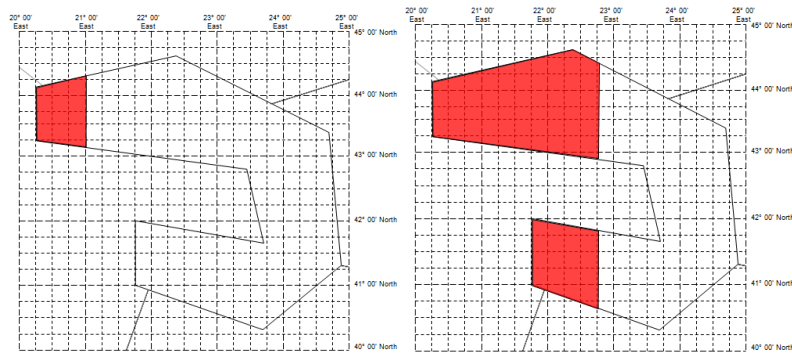 20° 00' 21° 00' 22° 00' 23° 00' 24° 00' 25° 00'
East East East East East East
45° 00' North
44° 00' North
43° 00' North
42° 00' North
41° 00' North
40° 00' North
20° 00' 21° 00' 22° 00' 23° 00' 24° 00' 25° 00'
East East East East East East
45° 00' North
44° 00' North
43° 00' North
42° 00' North
41° 00' North
40° 00' North